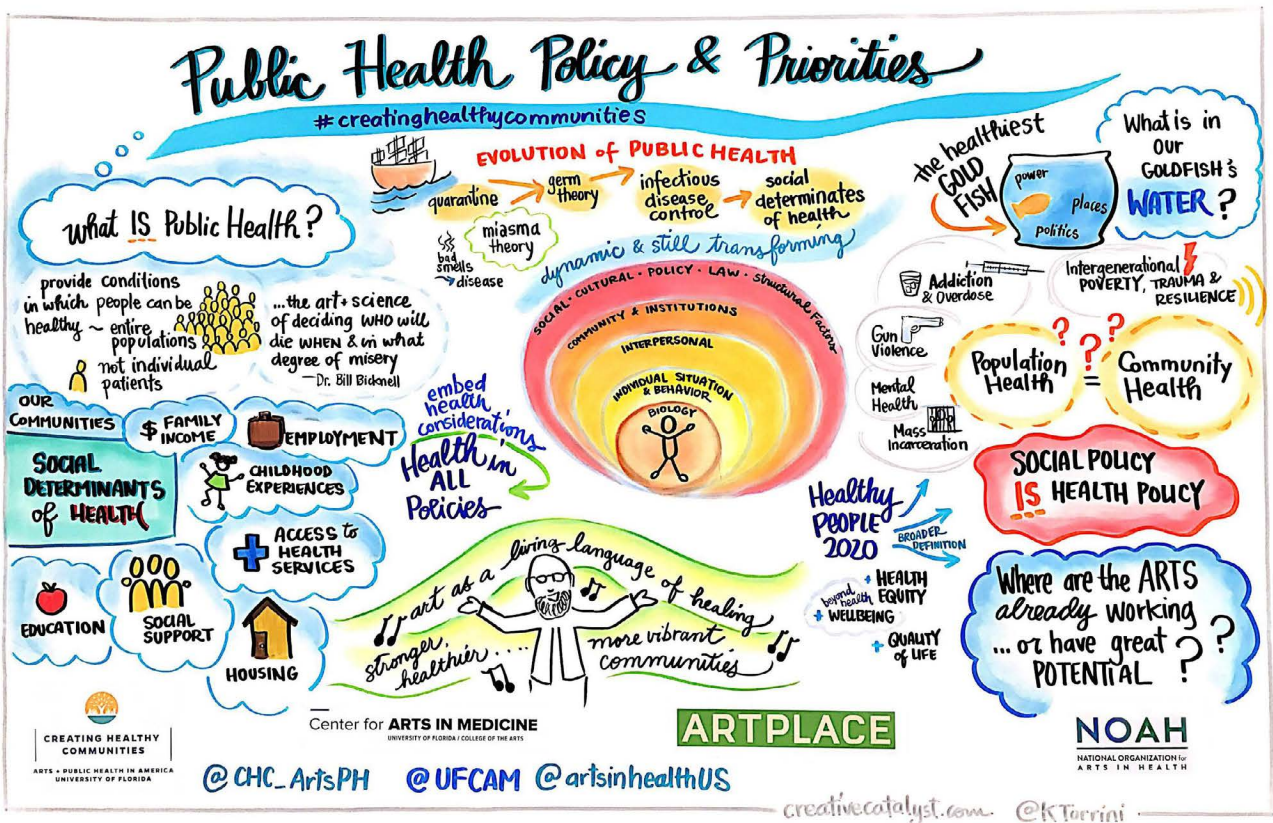 Public Health Policy & Priorities
#creatinghealthycommunities
what IS Public Health?
provide conditions
in which people can be
healthy ~ entire
populations
not individual
patients
...the art + science
of deciding WHO will
die WHEN & in what
degree of misery
—Dr. Bill Bicknell
EVOLUTION of PUBLIC HEALTH
quarantine
germ
theory
infectious
disease
control
social
determinates
of health
miasma
theory
bad
smells
disease
dynamic & still transforming
SOCIAL · CULTURAL · POLICY · LAW · Structural Factors
COMMUNITY & INSTITUTIONS
INTERPERSONAL
INDIVIDUAL SITUATION
& BEHAVIOR
BIOLOGY
the healthiest
GOLD
FISH
power
places
politics
What is in
OUR
GOLDFISH'S
WATER?
Addiction
& Overdose
Intergenerational
POVERTY, TRAUMA &
RESILIENCE
Gun
Violence
Mental
Health
Mass
Incarceration
Population
Health
? ? ?
=
Community
Health
OUR
COMMUNITIES
SOCIAL
DETERMINANTS
of HEALTH
$ FAMILY
INCOME
EMPLOYMENT
CHILDHOOD
EXPERIENCES
ACCESS to
HEALTH
SERVICES
EDUCATION
SOCIAL
SUPPORT
HOUSING
embed
health
considerations
Health in
ALL
Policies
Healthy
PEOPLE
2020
BROADER
DEFINITION
beyond health
+ HEALTH
EQUITY
+ WELLBEING
+ QUALITY
of LIFE
SOCIAL POLICY
IS HEALTH POLICY
Where are the ARTS
already working
... or have great
POTENTIAL
? ?
art as a living language of healing
stronger,
healthier....
more vibrant
communities
CREATING HEALTHY
COMMUNITIES
ARTS + PUBLIC HEALTH IN AMERICA
UNIVERSITY OF FLORIDA
Center for ARTS IN MEDICINE
UNIVERSITY OF FLORIDA / COLLEGE OF THE ARTS
ARTPLACE
NOAH
NATIONAL ORGANIZATION for
ARTS IN HEALTH
@CHC_ArtsPH @UFCAM @artsinhealthUS
creativecatalyst.com @KTorrini